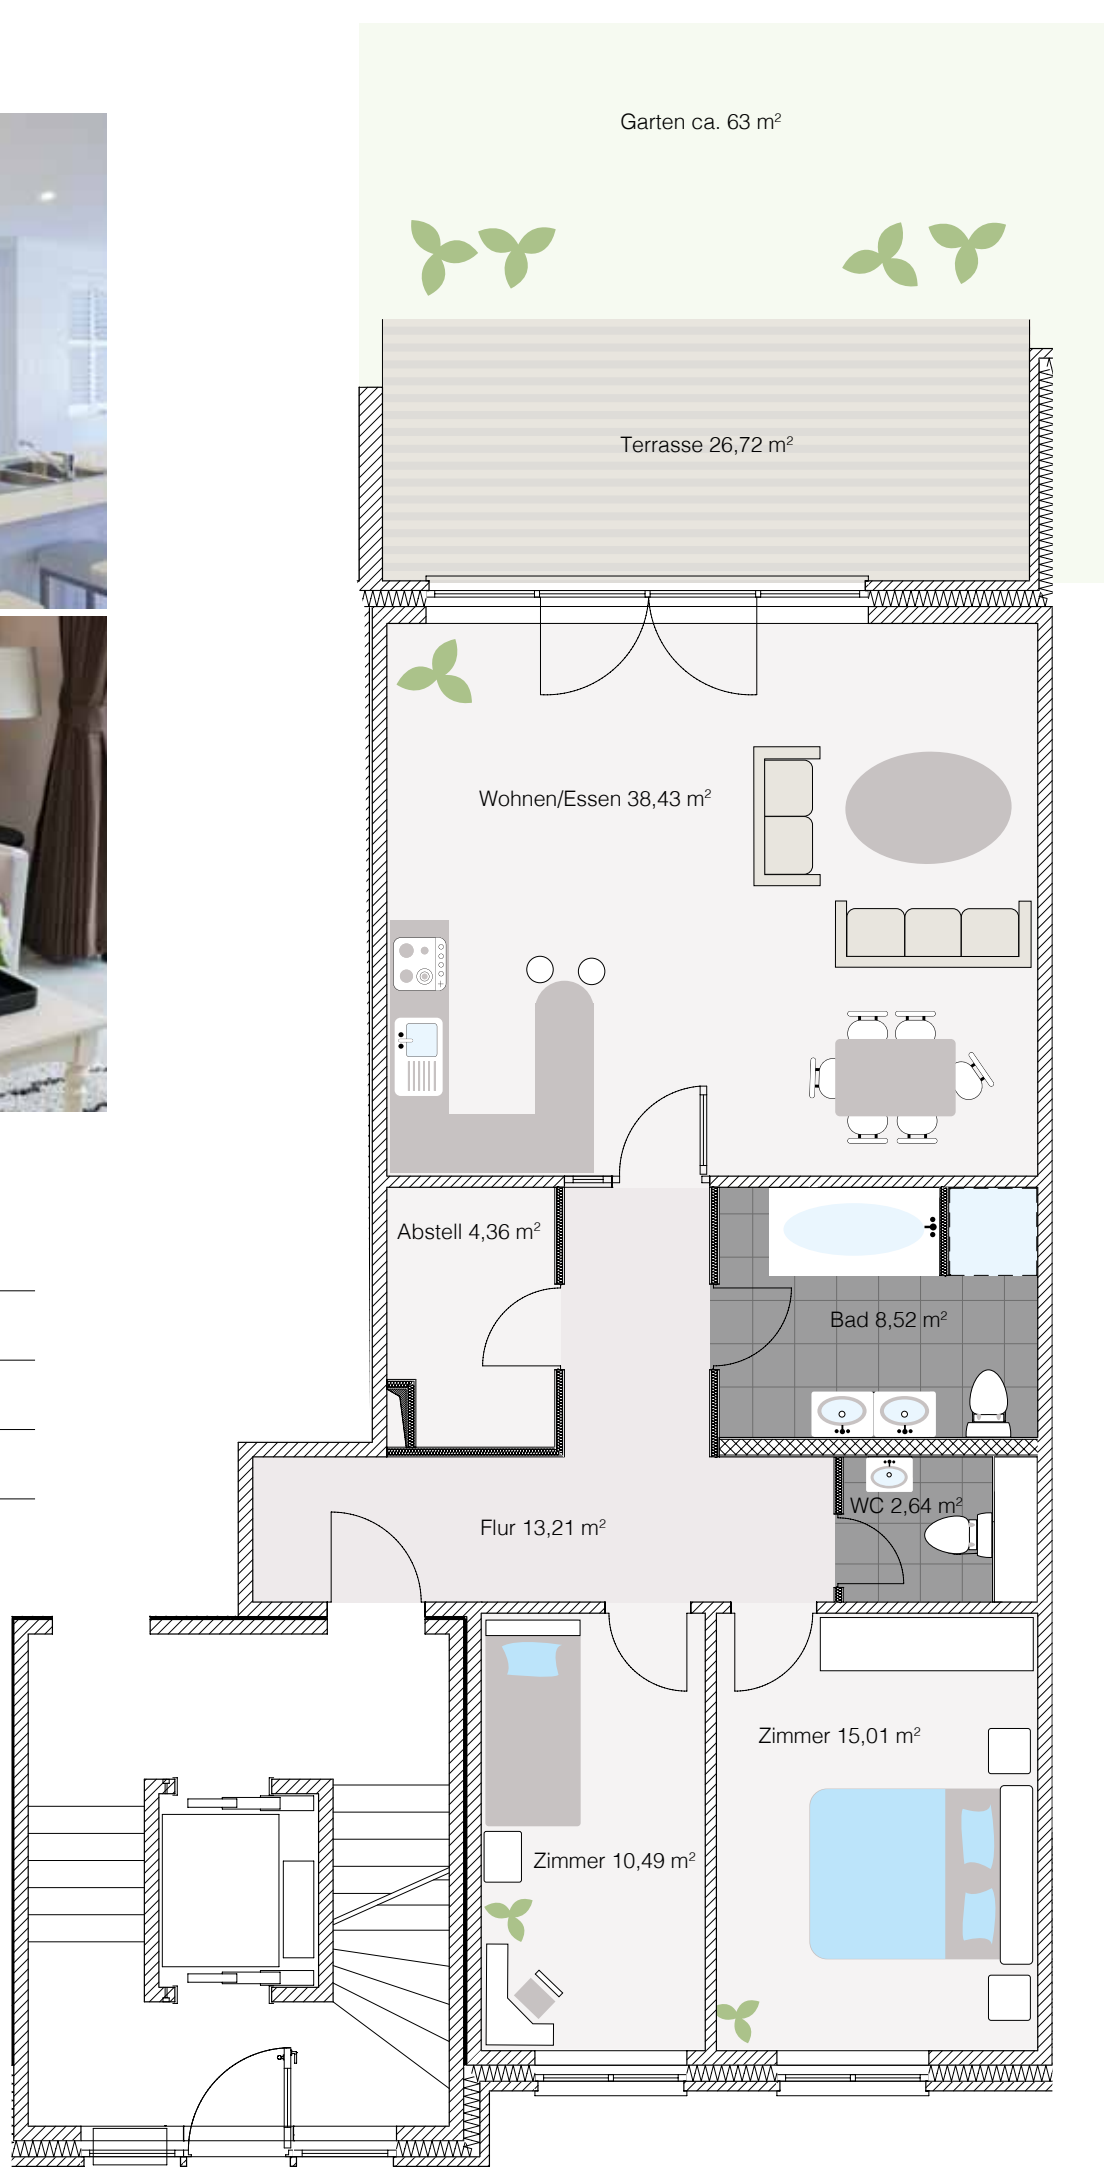 Garten ca. 63 m²
Terrasse 26,72 m²
Wohnen/Essen 38,43 m²
Abstell 4,36 m²
Bad 8,52 m²
WC 2,64 m²
Flur 13,21 m²
Zimmer 15,01 m²
Zimmer 10,49 m²